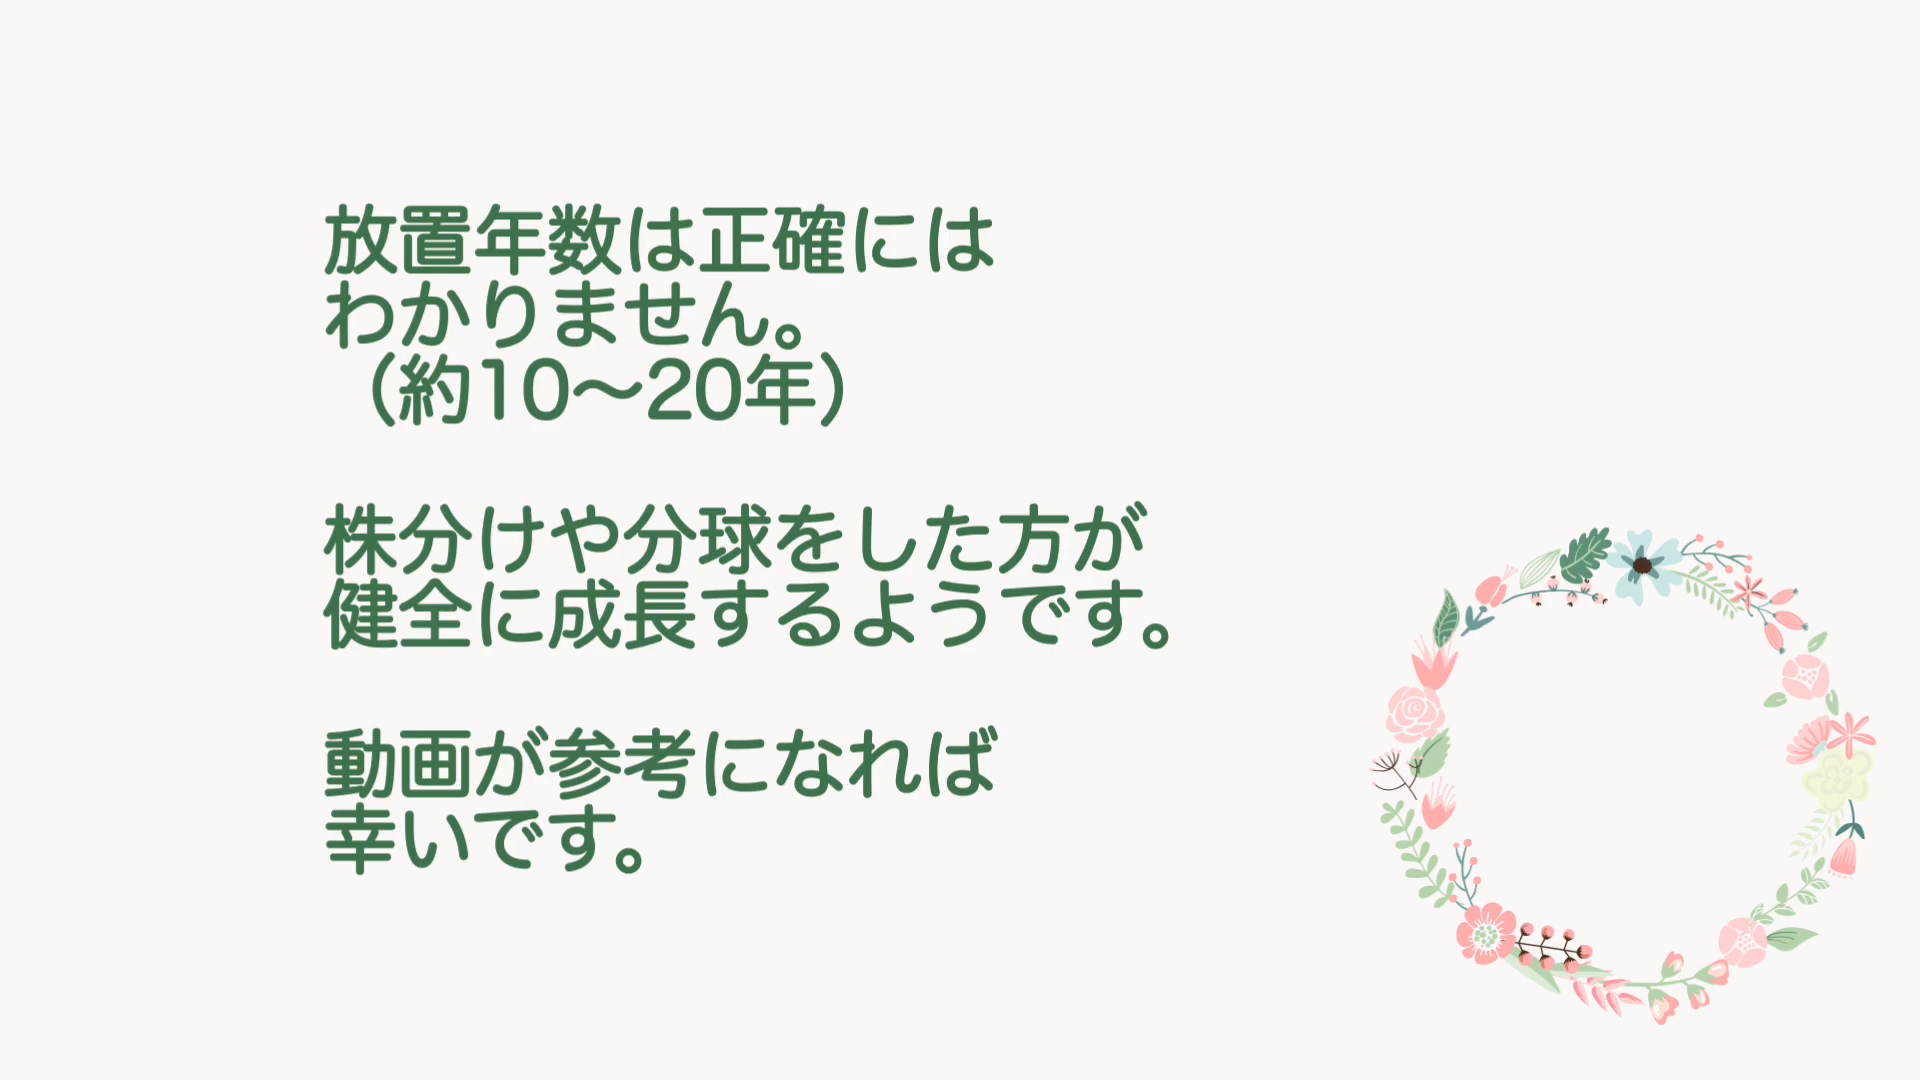 放置年数は正確には
わかりません。
（約10〜20年）
株分けや分球をした方が
健全に成長するようです。
動画が参考になれば
幸いです。